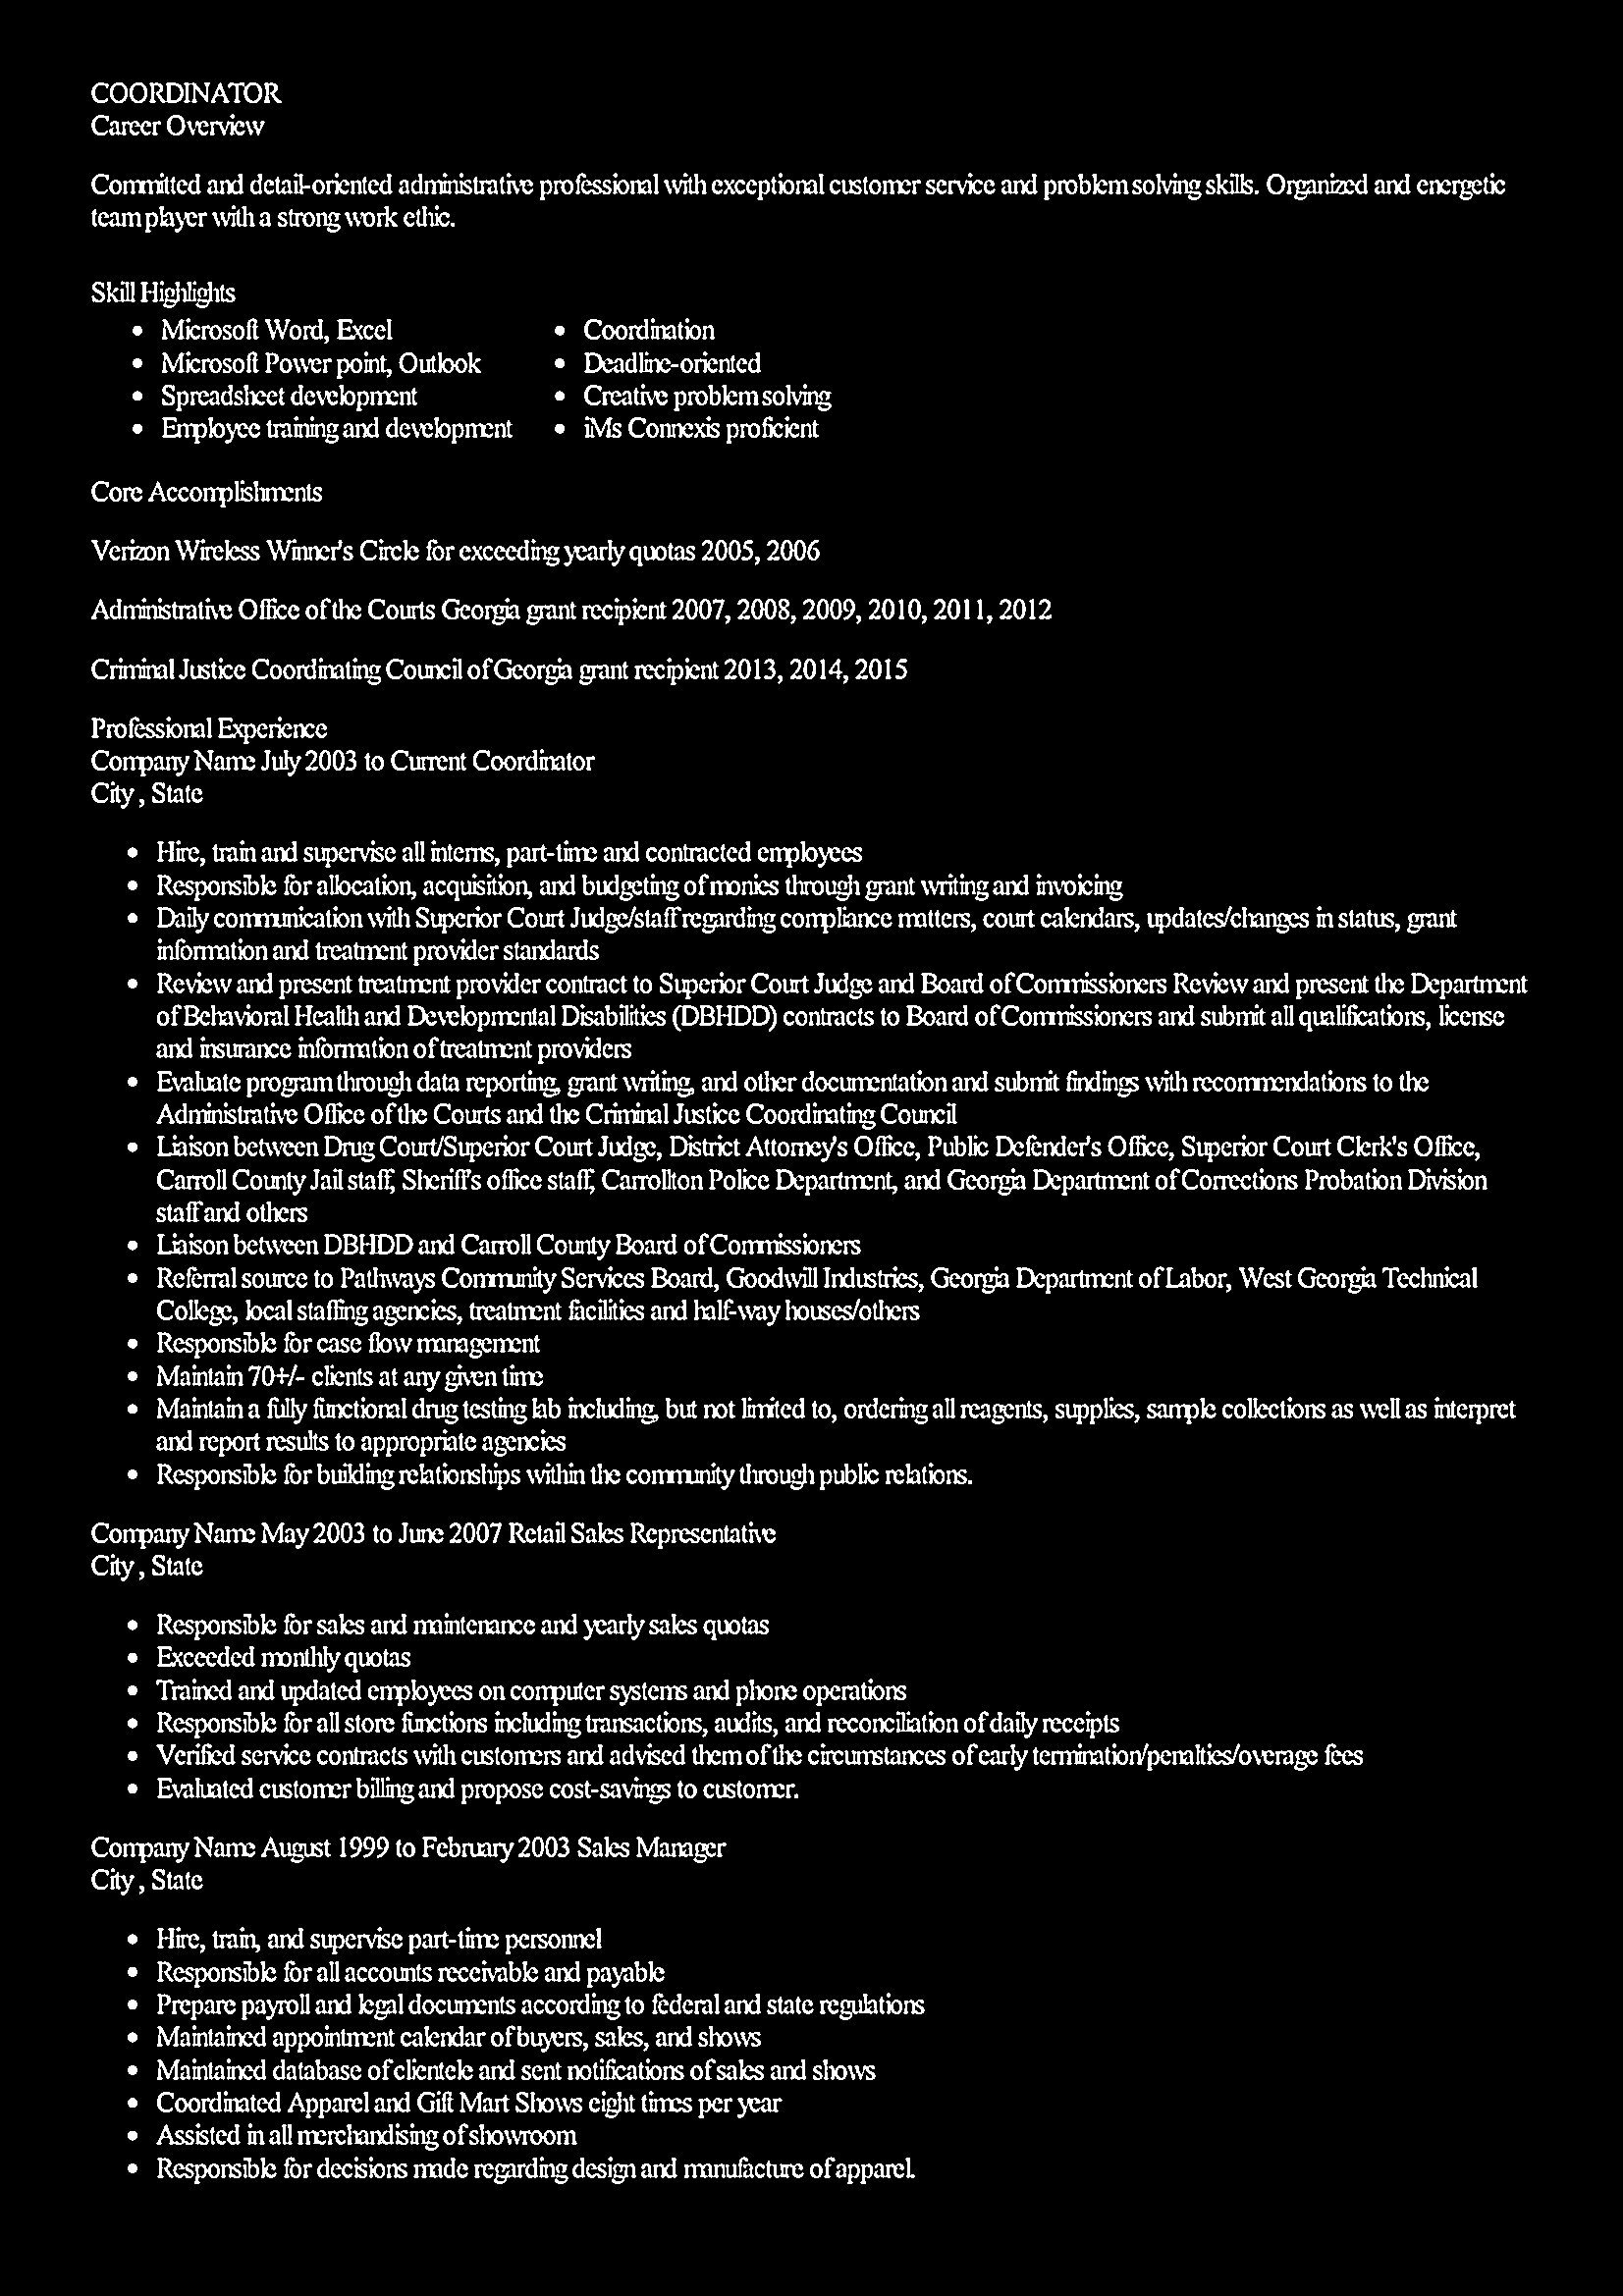 COORDINATOR
Career Overview
Committed and detail-oriented administrative professional with exceptional customer service and problem solving skills. Organized and energetic
team player with a strong work ethic.
Skill Highlights
• Microsoft Word, Excel
• Microsoft Power point, Outlook
• Spreadsheet development
• Employee training and development
• Coordination
• Deadline-oriented
• Creative problem solving
• iMs Connexis proficient
Core Accomplishments
Verizon Wireless Winner's Circle for exceeding yearly quotas 2005, 2006
Administrative Office of the Courts Georgia grant recipient 2007, 2008, 2009, 2010, 2011, 2012
Criminal Justice Coordinating Council of Georgia grant recipient 2013, 2014, 2015
Professional Experience
Company Name July 2003 to Current Coordinator
City , State
• Hire, train and supervise all interns, part-time and contracted employees
• Responsible for allocation, acquisition, and budgeting of monies through grant writing and invoicing
• Daily communication with Superior Court Judge/staff regarding compliance matters, court calendars, updates/changes in status, grant
information and treatment provider standards
• Review and present treatment provider contract to Superior Court Judge and Board of Commissioners Review and present the Department
of Behavioral Health and Developmental Disabilities (DBHDD) contracts to Board of Commissioners and submit all qualifications, license
and insurance information of treatment providers
• Evaluate program through data reporting, grant writing, and other documentation and submit findings with recommendations to the
Administrative Office of the Courts and the Criminal Justice Coordinating Council
• Liaison between Drug Court/Superior Court Judge, District Attorney's Office, Public Defender's Office, Superior Court Clerk's Office,
Carroll County Jail staff, Sheriff's office staff, Carrollton Police Department, and Georgia Department of Corrections Probation Division
staff and others
• Liaison between DBHDD and Carroll County Board of Commissioners
• Referral source to Pathways Community Services Board, Goodwill Industries, Georgia Department of Labor, West Georgia Technical
College, local staffing agencies, treatment facilities and half-way houses/others
• Responsible for case flow management
• Maintain 70+/- clients at any given time
• Maintain a fully functional drug testing lab including, but not limited to, ordering all reagents, supplies, sample collections as well as interpret
and report results to appropriate agencies
• Responsible for building relationships within the community through public relations.
Company Name May 2003 to June 2007 Retail Sales Representative
City , State
• Responsible for sales and maintenance and yearly sales quotas
• Exceeded monthly quotas
• Trained and updated employees on computer systems and phone operations
• Responsible for all store functions including transactions, audits, and reconciliation of daily receipts
• Verified service contracts with customers and advised them of the circumstances of early termination/penalties/overage fees
• Evaluated customer billing and propose cost-savings to customer.
Company Name August 1999 to February 2003 Sales Manager
City , State
• Hire, train, and supervise part-time personnel
• Responsible for all accounts receivable and payable
• Prepare payroll and legal documents according to federal and state regulations
• Maintained appointment calendar of buyers, sales, and shows
• Maintained database of clientele and sent notifications of sales and shows
• Coordinated Apparel and Gift Mart Shows eight times per year
• Assisted in all merchandising of showroom
• Responsible for decisions made regarding design and manufacture of apparel.